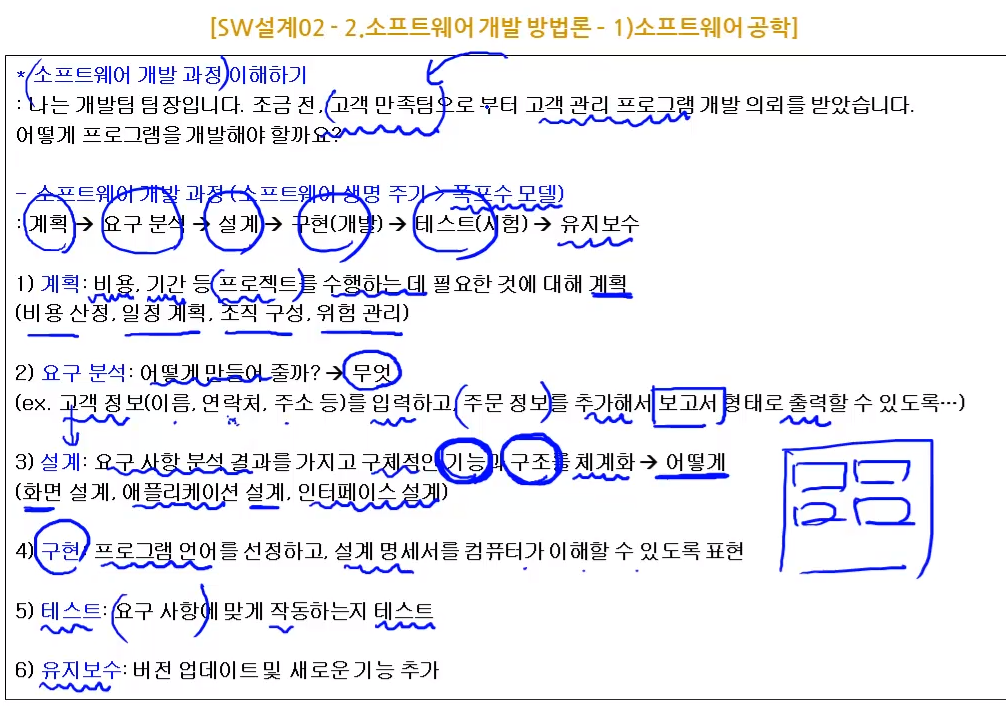 [SW설계02 - 2.소프트웨어 개발 방법론 - 1)소프트웨어 공학]
* 소프트웨어 개발 과정 이해하기
: 나는 개발팀 팀장입니다. 조금 전, 고객 만족팀으로 부터 고객 관리 프로그램 개발 의뢰를 받았습니다.
어떻게 프로그램을 개발해야 할까요?
- 소프트웨어 개발 과정 (소프트웨어 생명 주기 > 폭포수 모델)
: 계획 → 요구 분석 → 설계 → 구현(개발) → 테스트(시험) → 유지보수
1) 계획: 비용, 기간 등 프로젝트를 수행하는 데 필요한 것에 대해 계획
(비용 산정, 일정 계획, 조직 구성, 위험 관리)
2) 요구 분석: 어떻게 만들어 줄까? → 무엇
(ex. 고객 정보(이름, 연락처, 주소 등)를 입력하고, 주문 정보를 추가해서 보고서 형태로 출력할 수 있도록…)
3) 설계: 요구 사항 분석 결과를 가지고 구체적인 기능과 구조를 체계화 → 어떻게
(화면 설계, 애플리케이션 설계, 인터페이스 설계)
4) 구현: 프로그램 언어를 선정하고, 설계 명세서를 컴퓨터가 이해할 수 있도록 표현
5) 테스트: 요구 사항에 맞게 작동하는지 테스트
6) 유지보수: 버전 업데이트 및 새로운 기능 추가